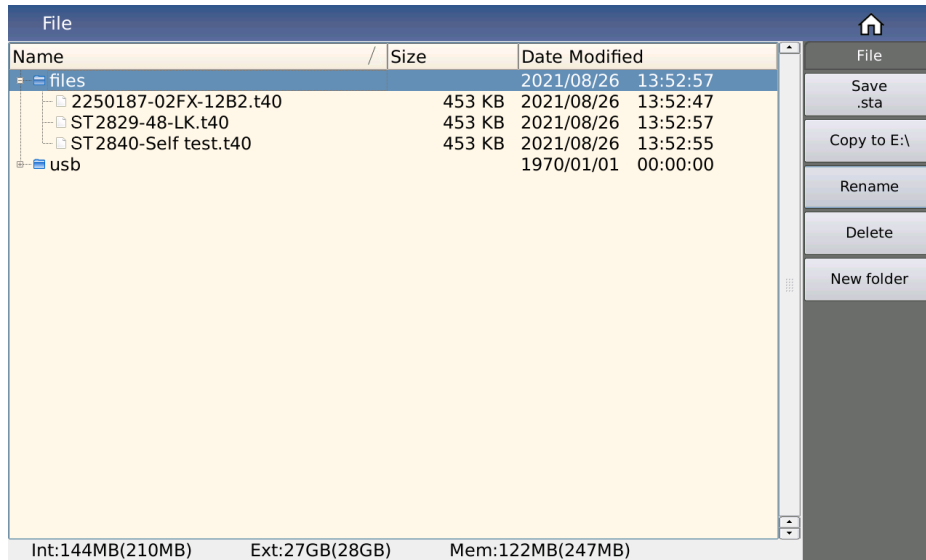 File
Name / Size Date Modified
files 2021/08/26 13:52:57
2250187-02FX-12B2.t40 453 KB 2021/08/26 13:52:47
ST2829-48-LK.t40 453 KB 2021/08/26 13:52:57
ST2840-Self test.t40 453 KB 2021/08/26 13:52:55
usb 1970/01/01 00:00:00
File
Save
.sta
Copy to E:\
Rename
Delete
New folder
Int:144MB(210MB) Ext:27GB(28GB) Mem:122MB(247MB)